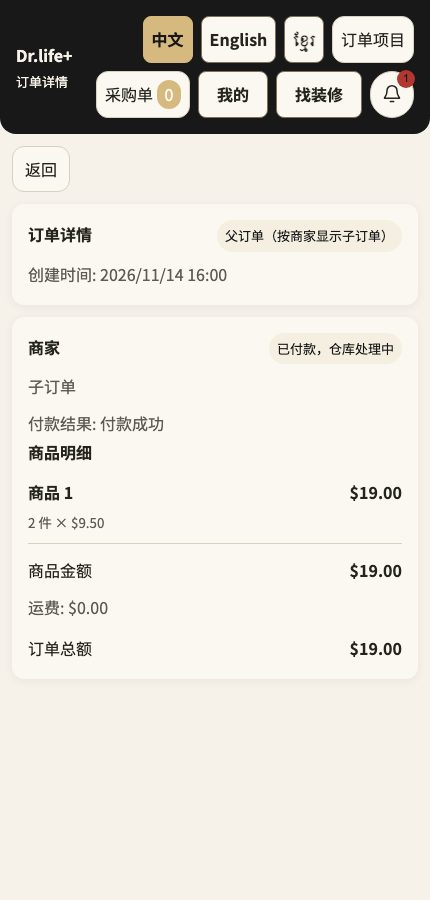 Dr.life+
订单详情
中文
English
ខ្មែរ
订单项目
采购单 0
我的
找装修
1
返回
订单详情
父订单（按商家显示子订单）
创建时间: 2026/11/14 16:00
商家
已付款，仓库处理中
子订单
付款结果: 付款成功
商品明细
商品 1
$19.00
2 件 × $9.50
商品金额
$19.00
运费: $0.00
订单总额
$19.00